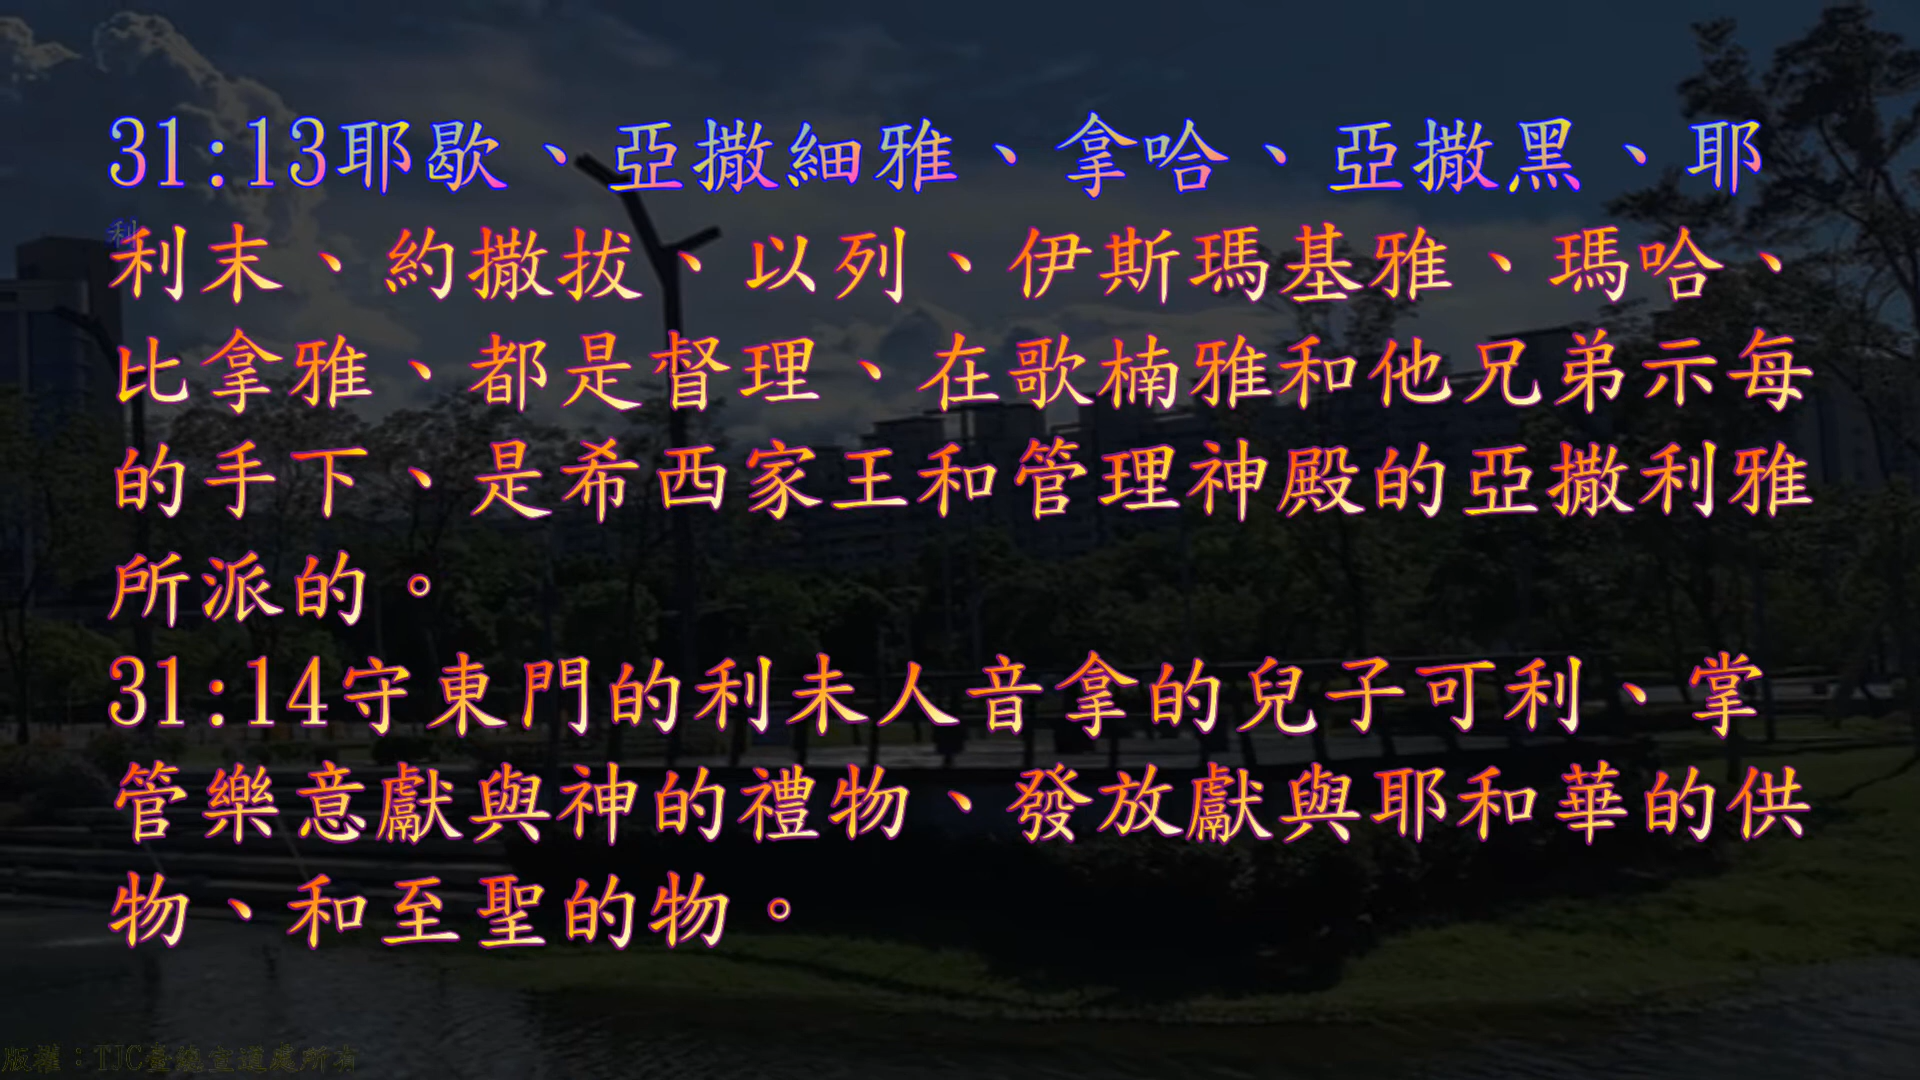 31:13耶歇、亞撒細雅、拿哈、亞撒黑、耶
利末、約撒拔、以列、伊斯瑪基雅、瑪哈、
比拿雅、都是督理、在歌楠雅和他兄弟示每
的手下、是希西家王和管理神殿的亞撒利雅
所派的。
31:14守東門的利未人音拿的兒子可利、掌
管樂意獻與神的禮物、發放獻與耶和華的供
物、和至聖的物。
版權：TJC臺總宣道處所有